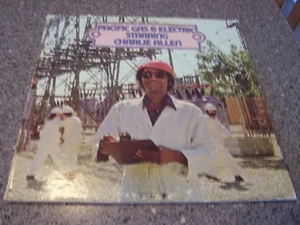 PACIFIC GAS & ELECTRIC
STARRING
CHARLIE ALLEN